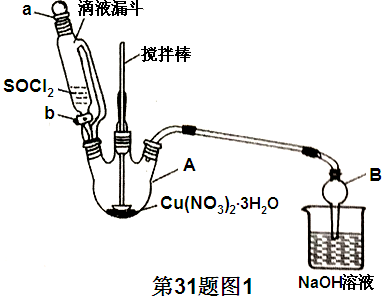 a
滴液漏斗
搅拌棒
SOCl₂
b
A
B
Cu(NO₃)₂·3H₂O
NaOH溶液
第31题图1